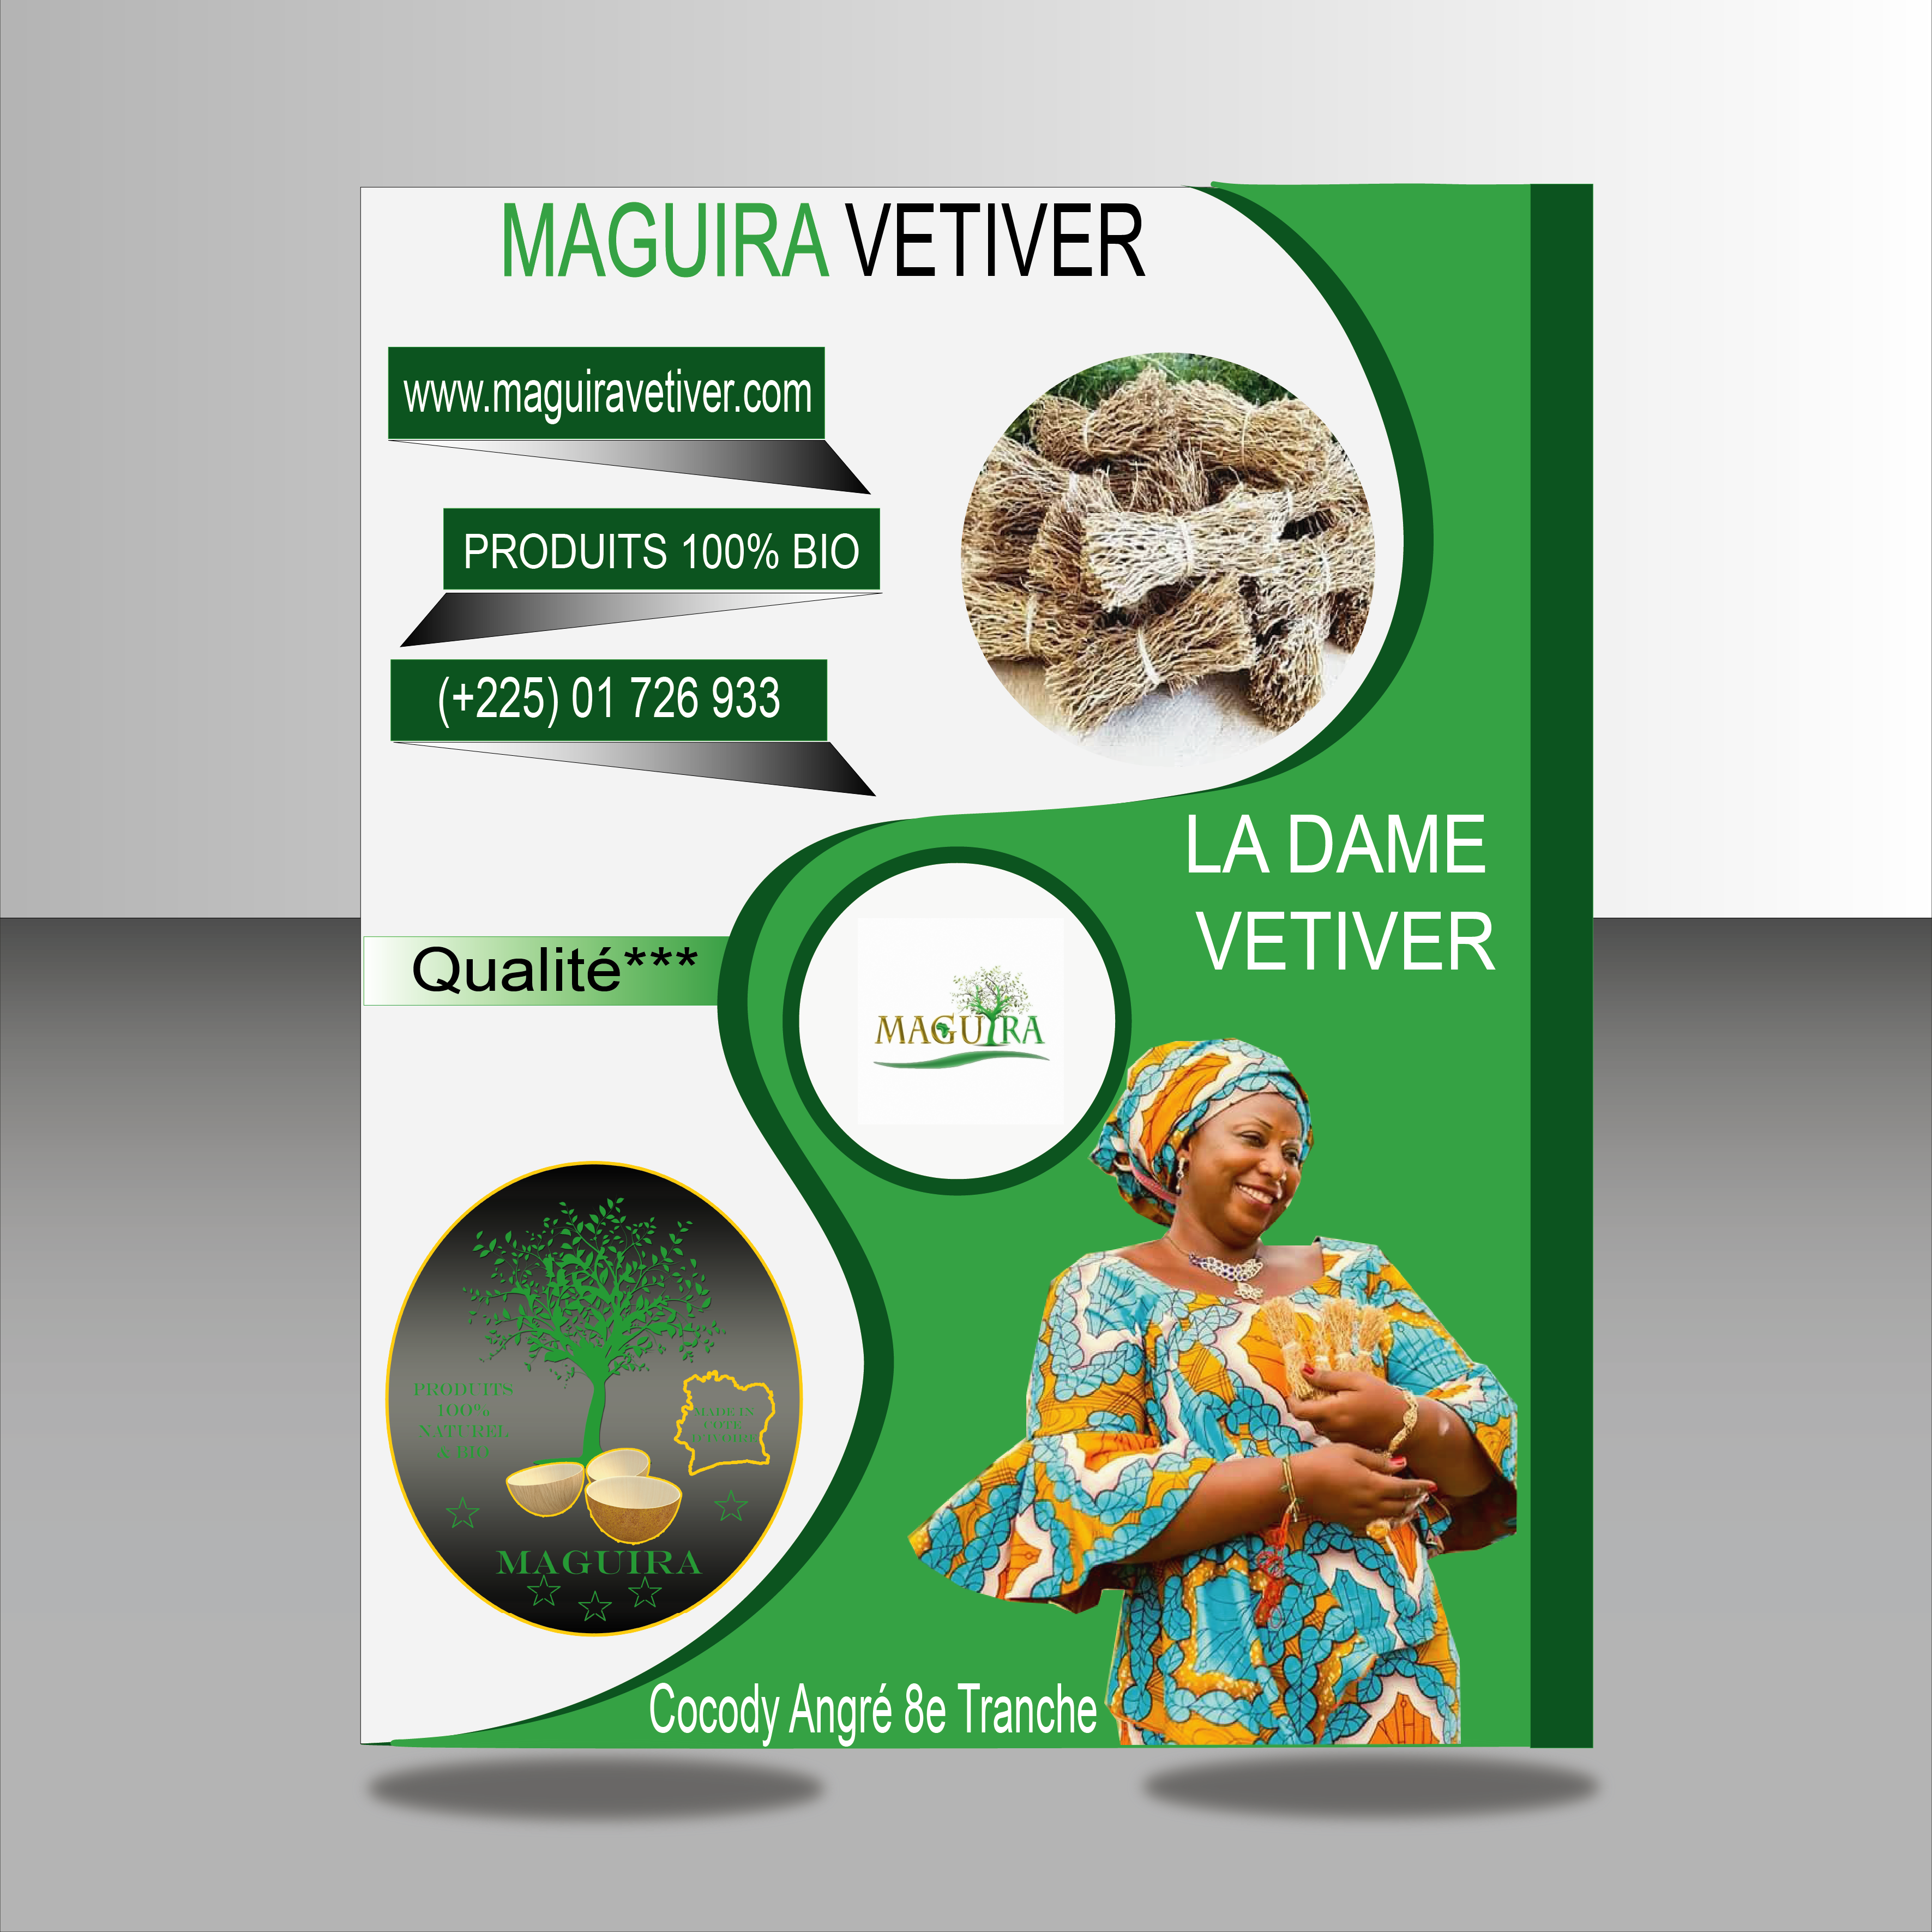 MAGUIRA VETIVER
www.maguiravetiver.com
PRODUITS 100% BIO
(+225) 01 726 933
LA DAME
VETIVER
Qualité***
MAGUIRA
PRODUITS
100%
NATUREL
& BIO
MADE IN
COTE
D'IVOIRE
MAGUIRA
Cocody Angré 8e Tranche